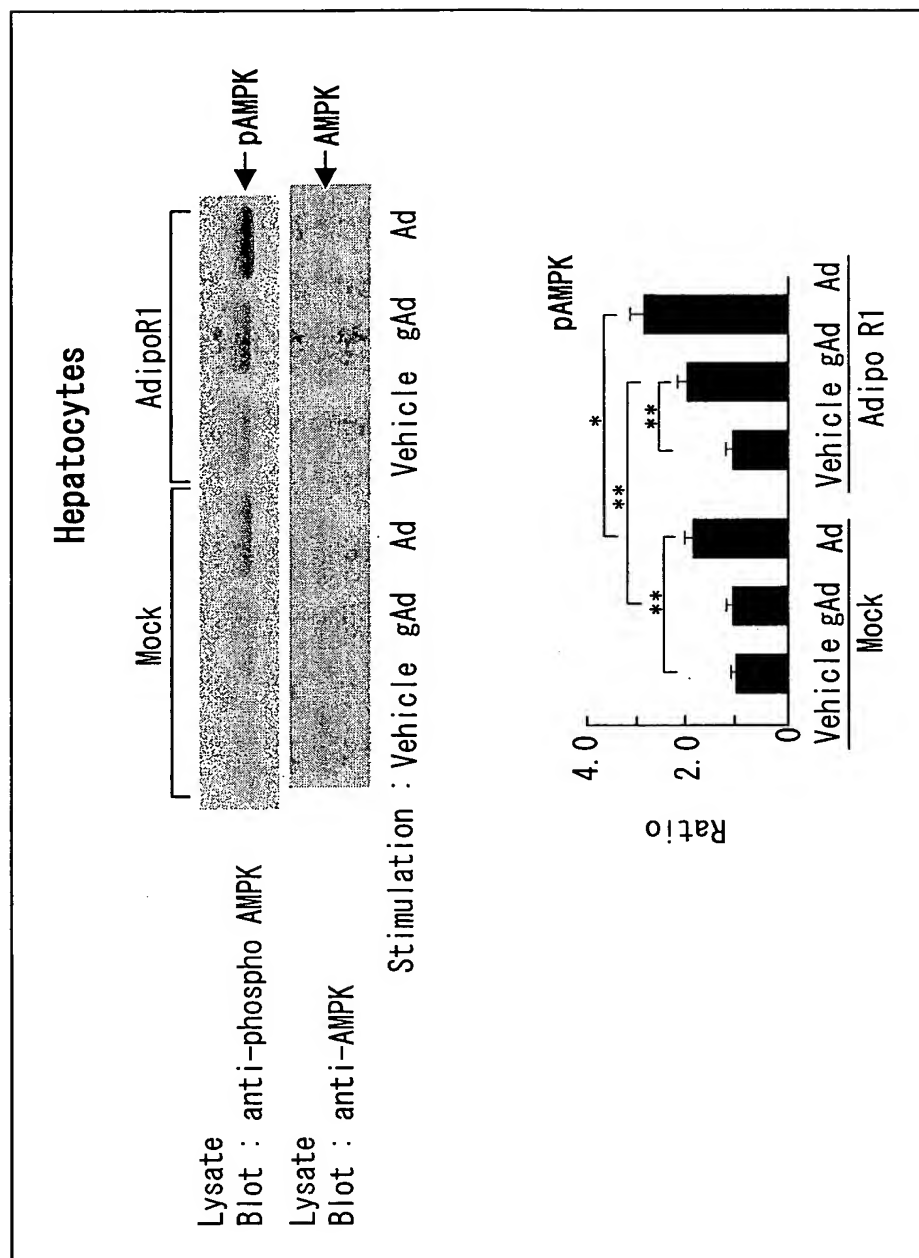 Hepatocytes
Mock AdipoR1
Lysate
Blot : anti-phospho AMPK
pAMPK
Lysate
Blot : anti-AMPK
AMPK
Stimulation : Vehicle gAd Ad Vehicle gAd Ad
pAMPK
Ratio
4.0
2.0
0
*
**
**
**
Vehicle gAd Ad Vehicle gAd Ad
Mock Adipo R1